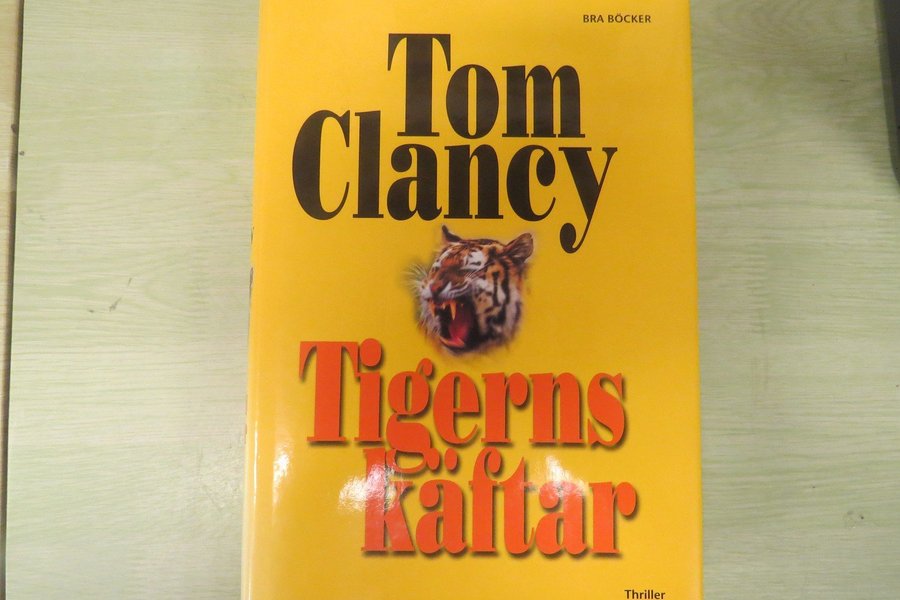 BRA BÖCKER
Tom
Clancy
Tigerns
käftar
Thriller